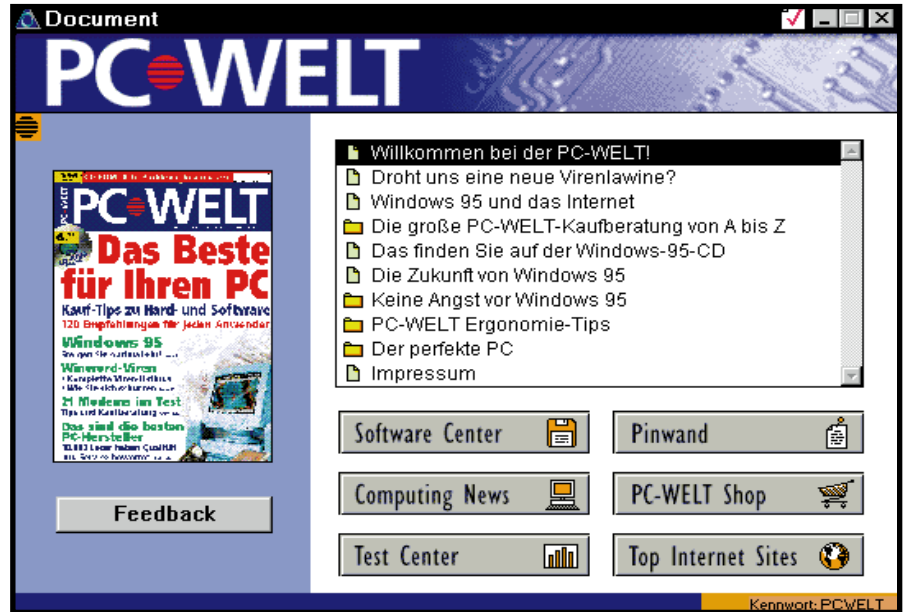 Document
PC WELT
PC WELT
Das Beste
für Ihren PC
Kauf-Tips zu Hard- und Software
120 Empfehlungen für jeden Anwender
Windows 95
Winword-Viren
21 Modems im Test
Tips und Kaufberatung
Das sind die besten
PC-Hersteller
Feedback
Willkommen bei der PC-WELT!
Droht uns eine neue Virenlawine?
Windows 95 und das Internet
Die große PC-WELT-Kaufberatung von A bis Z
Das finden Sie auf der Windows-95-CD
Die Zukunft von Windows 95
Keine Angst vor Windows 95
PC-WELT Ergonomie-Tips
Der perfekte PC
Impressum
Software Center
Pinwand
Computing News
PC-WELT Shop
Test Center
Top Internet Sites
Kennwort: PCWELT